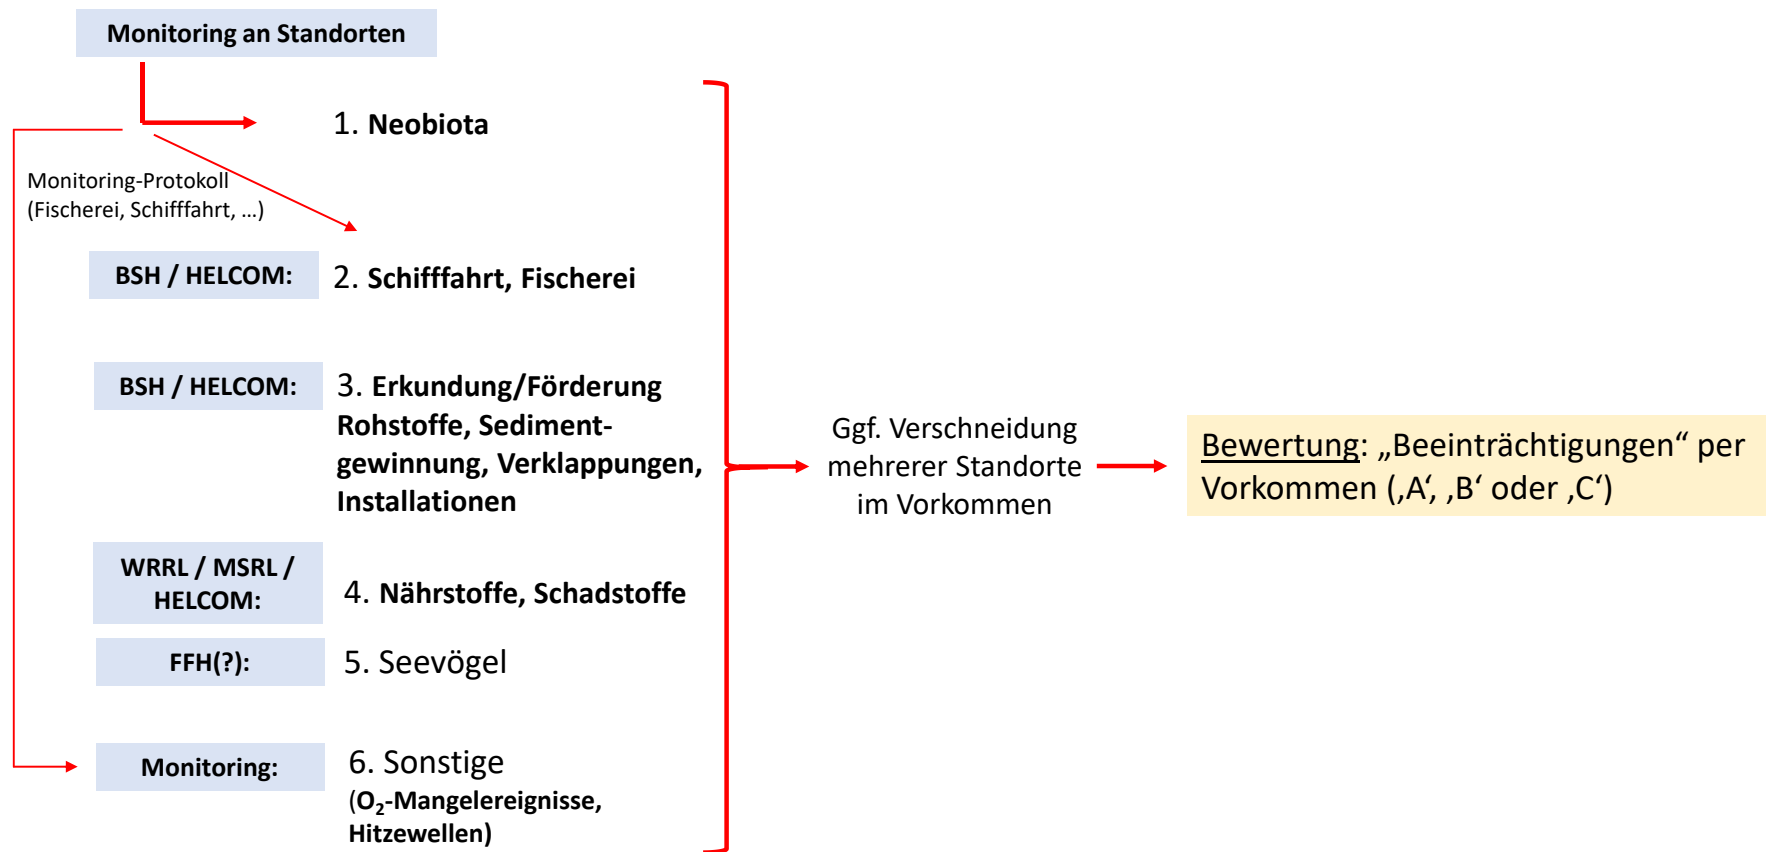 Monitoring an Standorten
1. Neobiota
Monitoring-Protokoll
(Fischerei, Schifffahrt, …)
BSH / HELCOM:
2. Schifffahrt, Fischerei
BSH / HELCOM:
3. Erkundung/Förderung
Rohstoffe, Sediment-
gewinnung, Verklappungen,
Installationen
WRRL / MSRL /
HELCOM:
4. Nährstoffe, Schadstoffe
FFH(?):
5. Seevögel
Monitoring:
6. Sonstige
(O₂-Mangelereignisse,
Hitzewellen)
Ggf. Verschneidung
mehrerer Standorte
im Vorkommen
Bewertung: „Beeinträchtigungen“ per
Vorkommen (‚A‘, ‚B‘ oder ‚C‘)